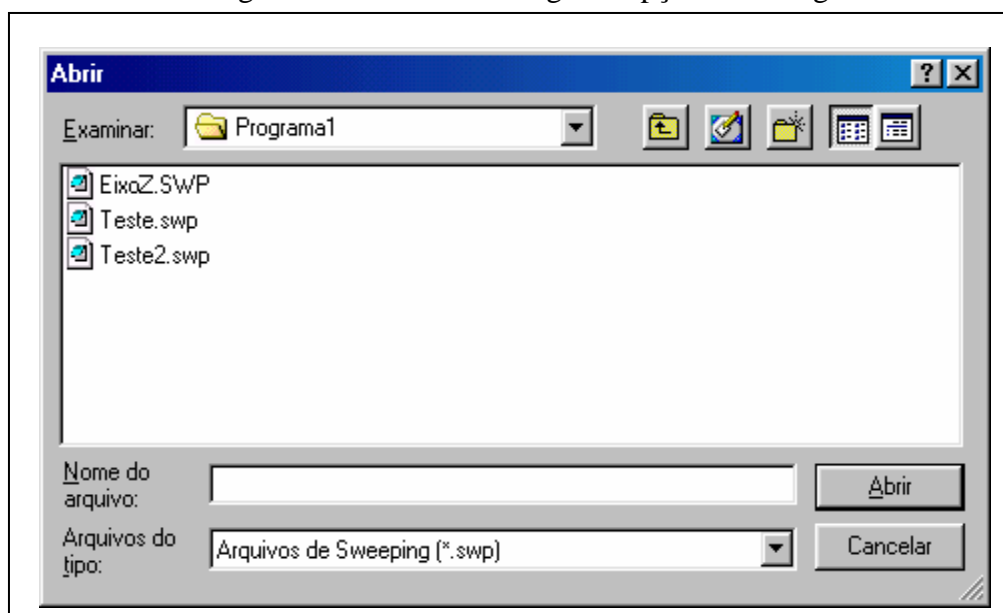 Abrir
Examinar: Programa1
EixoZ.SWP
Teste.swp
Teste2.swp
Nome do
arquivo:
Abrir
Arquivos do
tipo:
Arquivos de Sweeping (*.swp)
Cancelar